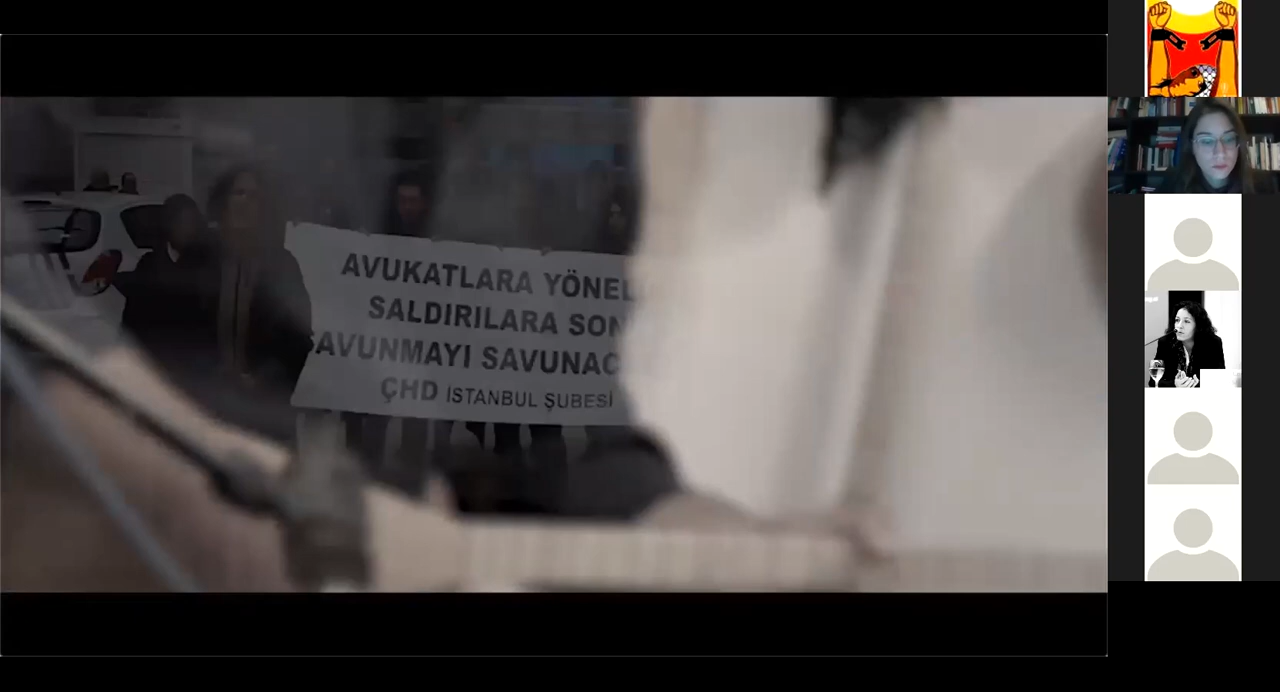 AVUKATLARA YÖNEL
SALDIRILARA SON
SAVUNMAYI SAVUNAC
ÇHD İSTANBUL ŞUBESİ